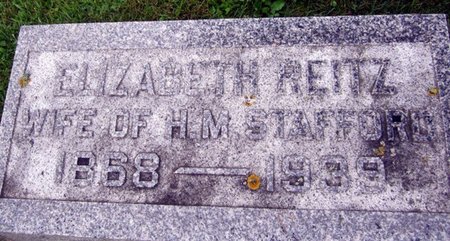 ELIZABETH REITZ
WIFE OF H.M. STAFFORD
1868 — 1939